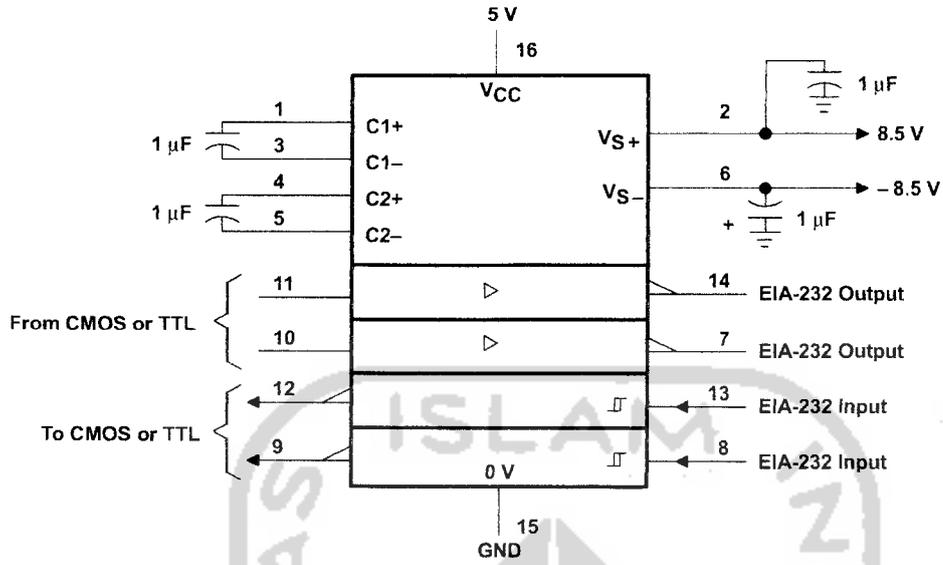 5 V
16
VCC
1 µF
1
C1+
1 µF
3
C1–
2
VS+
8.5 V
4
C2+
1 µF
5
C2–
6
VS–
– 8.5 V
+
1 µF
From CMOS or TTL
11
14
EIA-232 Output
10
7
EIA-232 Output
To CMOS or TTL
12
13
EIA-232 Input
9
8
EIA-232 Input
0 V
15
GND
ISLAM
AS
IN